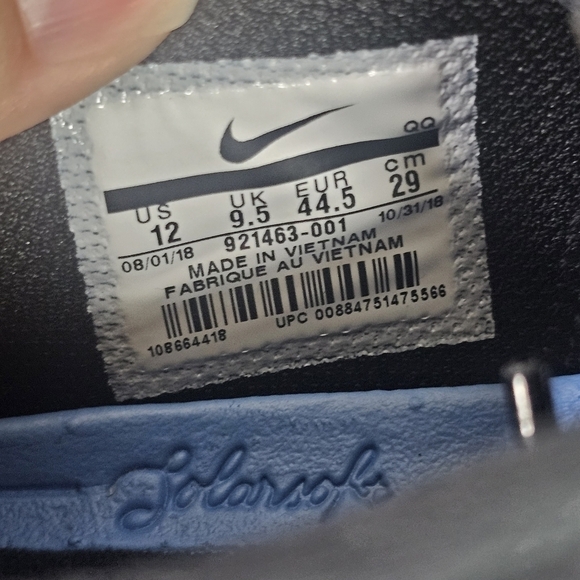 QQ
US UK EUR cm
12 9.5 44.5 29
08/01/18 921463-001 10/31/18
MADE IN VIETNAM
FABRIQUE AU VIETNAM
108664418 UPC 00884751475566
Solarsoft